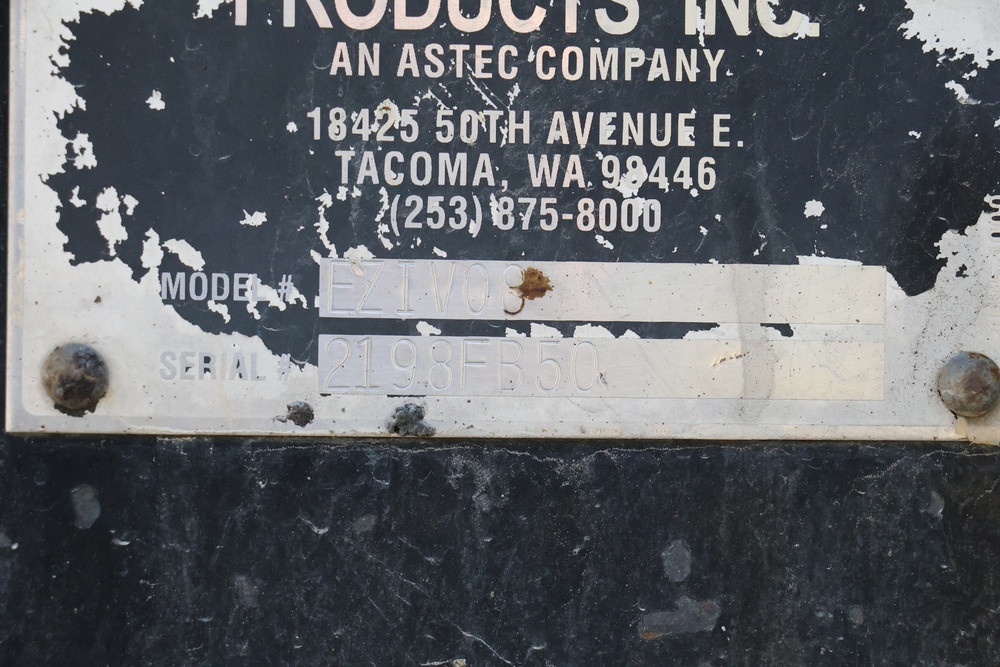 PRODUCTS INC.
AN ASTEC COMPANY
18425 50TH AVENUE E.
TACOMA, WA 98446
(253) 875-8000
MODEL #
SERIAL # 2198FB50